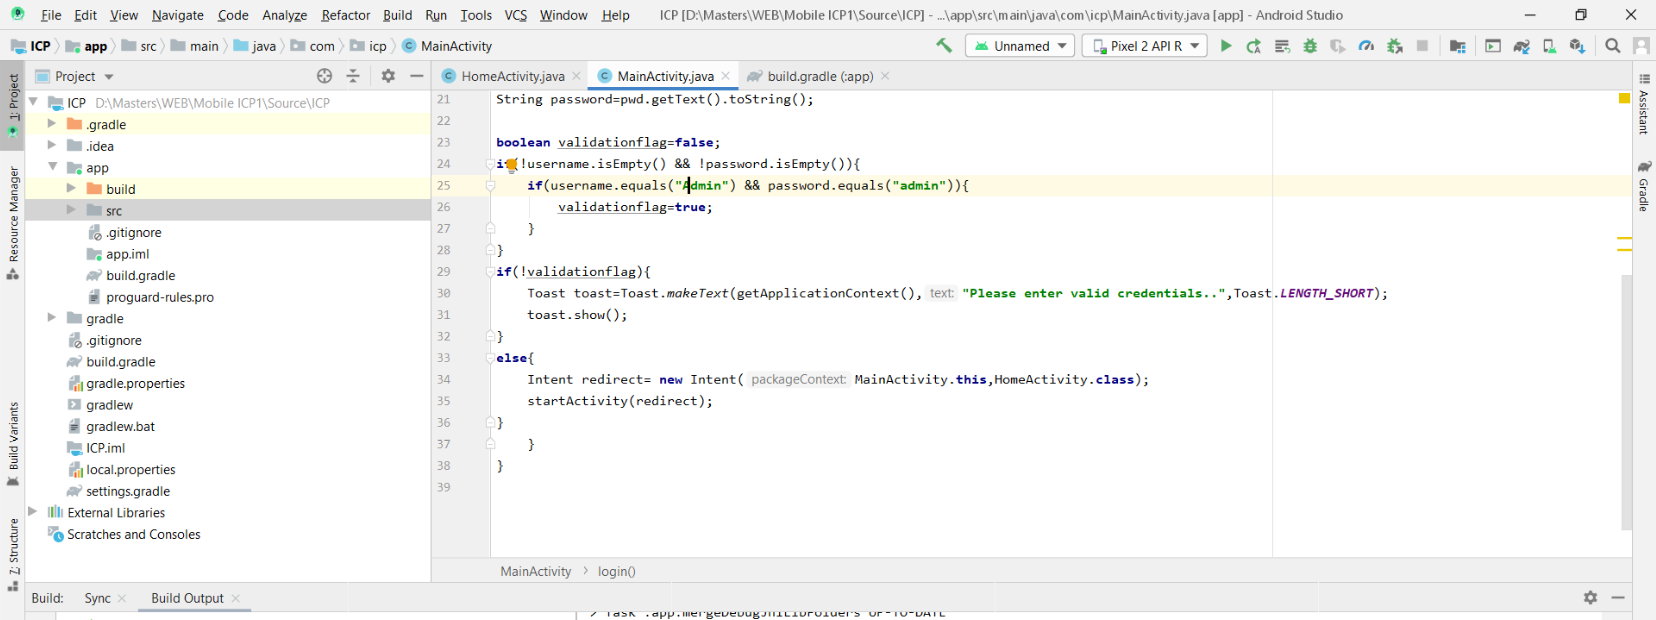 File Edit View Navigate Code Analyze Refactor Build Run Tools VCS Window Help ICP [D:\Masters\WEB\Mobile ICP1\Source\ICP] - ...\app\src\main\java\com\icp\MainActivity.java [app] - Android Studio
ICP app src main java com icp MainActivity Unnamed Pixel 2 API R
1: Project
Resource Manager
Build Variants
7: Structure
Project
ICP D:\Masters\WEB\Mobile ICP1\Source\ICP
.gradle
.idea
app
build
src
.gitignore
app.iml
build.gradle
proguard-rules.pro
gradle
.gitignore
build.gradle
gradle.properties
gradlew
gradlew.bat
ICP.iml
local.properties
settings.gradle
External Libraries
Scratches and Consoles
HomeActivity.java MainActivity.java build.gradle (:app)
21 String password=pwd.getText().toString();
22
23 boolean validationflag=false;
24 if(!username.isEmpty() && !password.isEmpty()){
25 if(username.equals("Admin") && password.equals("admin")){
26 validationflag=true;
27 }
28 }
29 if(!validationflag){
30 Toast toast=Toast.makeText(getApplicationContext(), text: "Please enter valid credentials..",Toast.LENGTH_SHORT);
31 toast.show();
32 }
33 else{
34 Intent redirect= new Intent( packageContext: MainActivity.this,HomeActivity.class);
35 startActivity(redirect);
36 }
37 }
38 }
39
MainActivity > login()
Assistant
Gradle
Build: Sync Build Output
> Task :app:mergeDebugJniLibFolders UP-TO-DATE